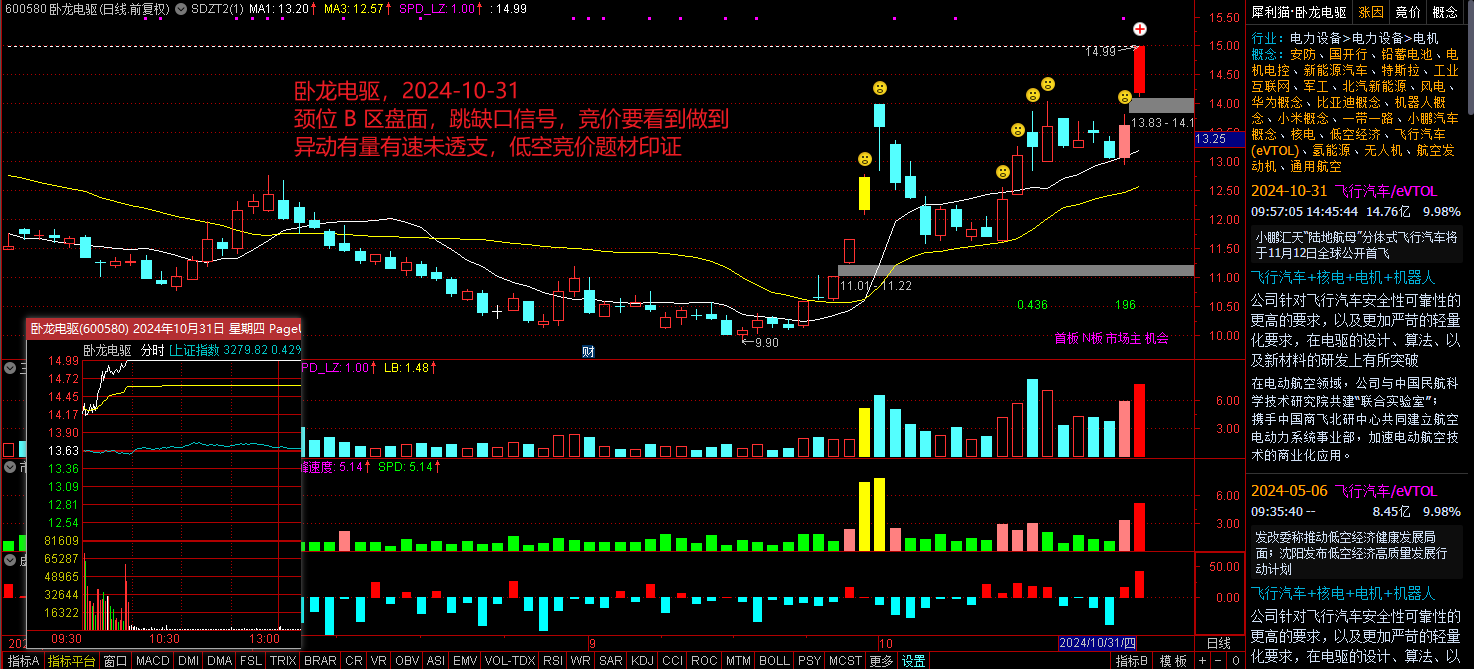 600580 卧龙电驱(日线.前复权) SDZT2(1) MA1: 13.20↑ MA3: 12.57↑ SPD_LZ: 1.00↑ : 14.99
卧龙电驱，2024-10-31
颈位 B 区盘面，跳缺口信号，竞价要看到做到
异动有量有速未透支，低空竞价题材印证
14.99
13.83 - 14.1
11.01 - 11.22
0.436
196
首板 N板 市场主 机会
9.90
财
15.50
15.00
14.50
14.00
13.25
13.00
12.50
12.00
11.50
11.00
10.50
10.00
PD_LZ: 1.00↑ LB: 1.48↑
6.00
3.00
速度: 5.14↑ SPD: 5.14↑
6.00
3.00
50.00
0.00
卧龙电驱(600580) 2024年10月31日 星期四 PageU
卧龙电驱 分时 上证指数 3279.82 0.42%
14.99
14.72
14.45
14.17
13.90
13.63
13.36
13.09
12.81
12.54
81609
65287
48965
32644
16322
09:30 10:30 13:00
9
10
2024/10/31/四
日线
指标A 指标平台 窗口 MACD DMI DMA FSL TRIX BRAR CR VR OBV ASI EMV VOL-TDX RSI WR SAR KDJ CCI ROC MTM BOLL PSY MCST 更多 设置
指标B 模板 + − 0
犀利猫·卧龙电驱 涨因 竞价 概念
行业：电力设备>电力设备>电机
概念：安防、国开行、铅蓄电池、电
机电控、新能源汽车、特斯拉、工业
互联网、军工、北汽新能源、风电、
华为概念、比亚迪概念、机器人概
念、小米概念、一带一路、小鹏汽车
概念、核电、低空经济、飞行汽车
(eVTOL)、氢能源、无人机、航空发
动机、通用航空
2024-10-31 飞行汽车/eVTOL
09:57:05 14:45:44 14.76亿 9.98%
小鹏汇天“陆地航母”分体式飞行汽车将
于11月12日全球公开首飞
飞行汽车+核电+电机+机器人
公司针对飞行汽车安全性可靠性的
更高的要求，以及更加严苛的轻量
化要求，在电驱的设计、算法、以
及新材料的研发上有所突破
在电动航空领域，公司与中国民航科
学技术研究院共建“联合实验室”；
携手中国商飞北研中心共同建立航空
电动力系统事业部，加速电动航空技
术的商业化应用。
2024-05-06 飞行汽车/eVTOL
09:35:40 -- 8.45亿 9.98%
发改委称推动低空经济健康发展局
面；沈阳发布低空经济高质量发展行
动计划
飞行汽车+核电+电机+机器人
公司针对飞行汽车安全性可靠性的
更高的要求，以及更加严苛的轻量
化要求，在电驱的设计、算法、以